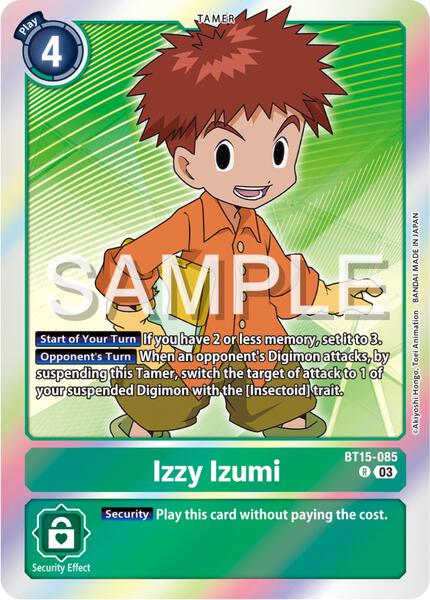 Play
4
TAMER
SAMPLE
Start of Your Turn If you have 2 or less memory, set it to 3.
Opponent's Turn When an opponent's Digimon attacks, by
suspending this Tamer, switch the target of attack to 1 of
your suspended Digimon with the [Insectoid] trait.
©Akiyoshi Hongo, Toei Animation BANDAI MADE IN JAPAN
BT15-085
Izzy Izumi
R 03
Security Play this card without paying the cost.
Security Effect